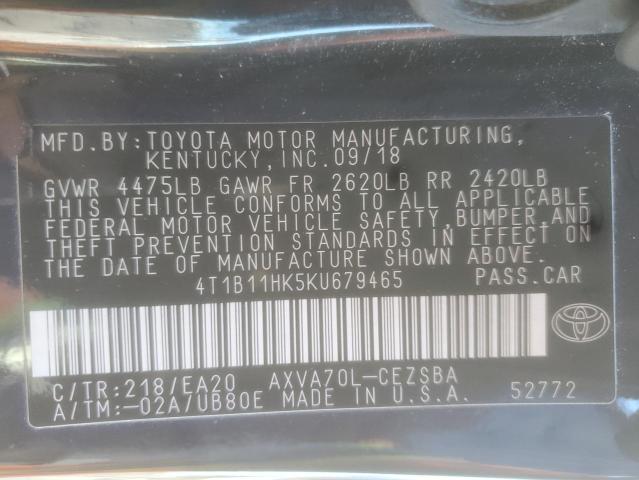 MFD.BY:TOYOTA MOTOR MANUFACTURING,
KENTUCKY, INC.09/18
GVWR 4475LB GAWR FR 2620LB RR 2420LB
THIS VEHICLE CONFORMS TO ALL APPLICABLE
FEDERAL MOTOR VEHICLE SAFETY,BUMPER,AND
THEFT PREVENTION STANDARDS IN EFFECT ON
THE DATE OF MANUFACTURE SHOWN ABOVE.
4T1B11HK5KU679465 PASS.CAR
C/TR:218/EA20 AXVA70L-CEZSBA
A/TM:-02A/UB80E MADE IN U.S.A. 52772